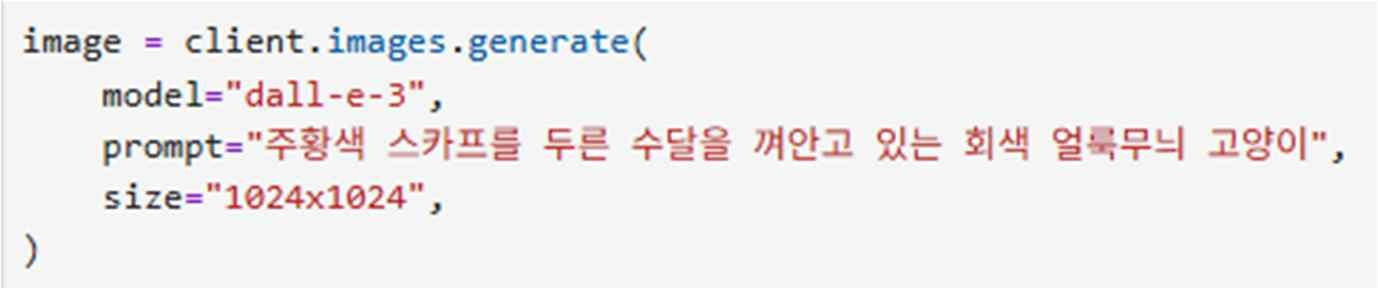 image = client.images.generate(
    model="dall-e-3",
    prompt="주황색 스카프를 두른 수달을 껴안고 있는 회색 얼룩무늬 고양이",
    size="1024x1024",
)